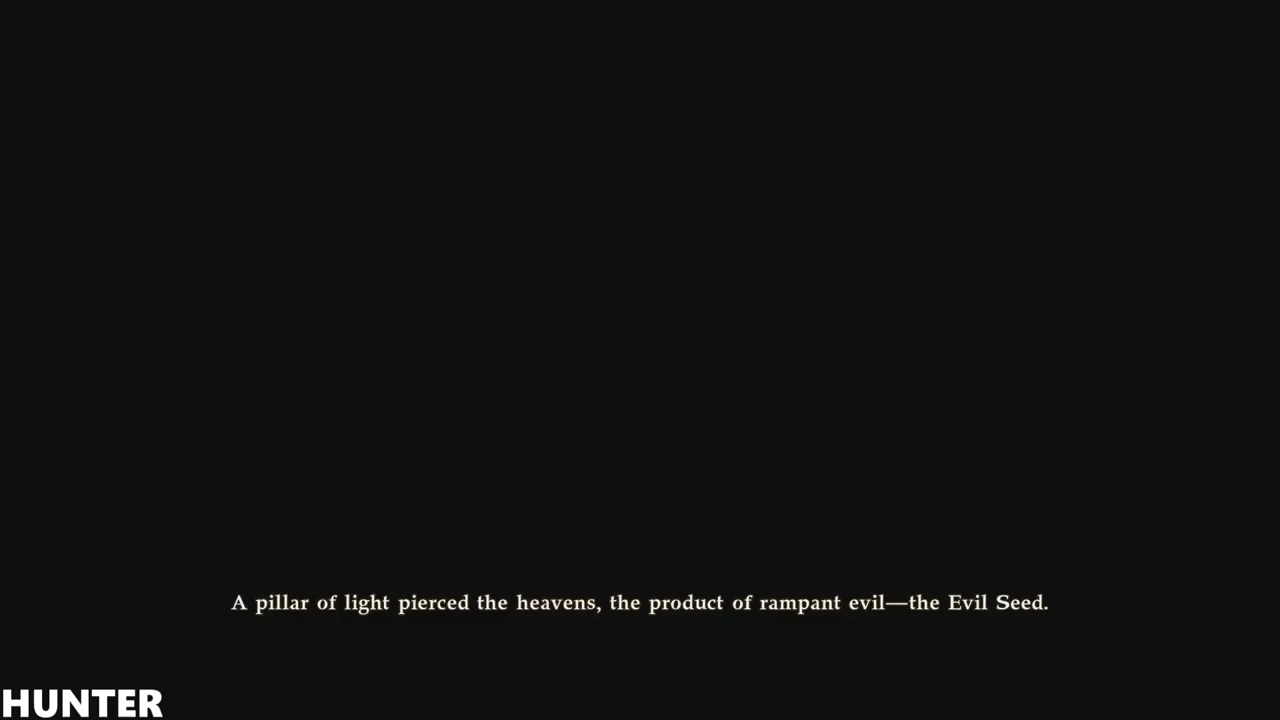 A pillar of light pierced the heavens, the product of rampant evil—the Evil Seed.
HUNTER